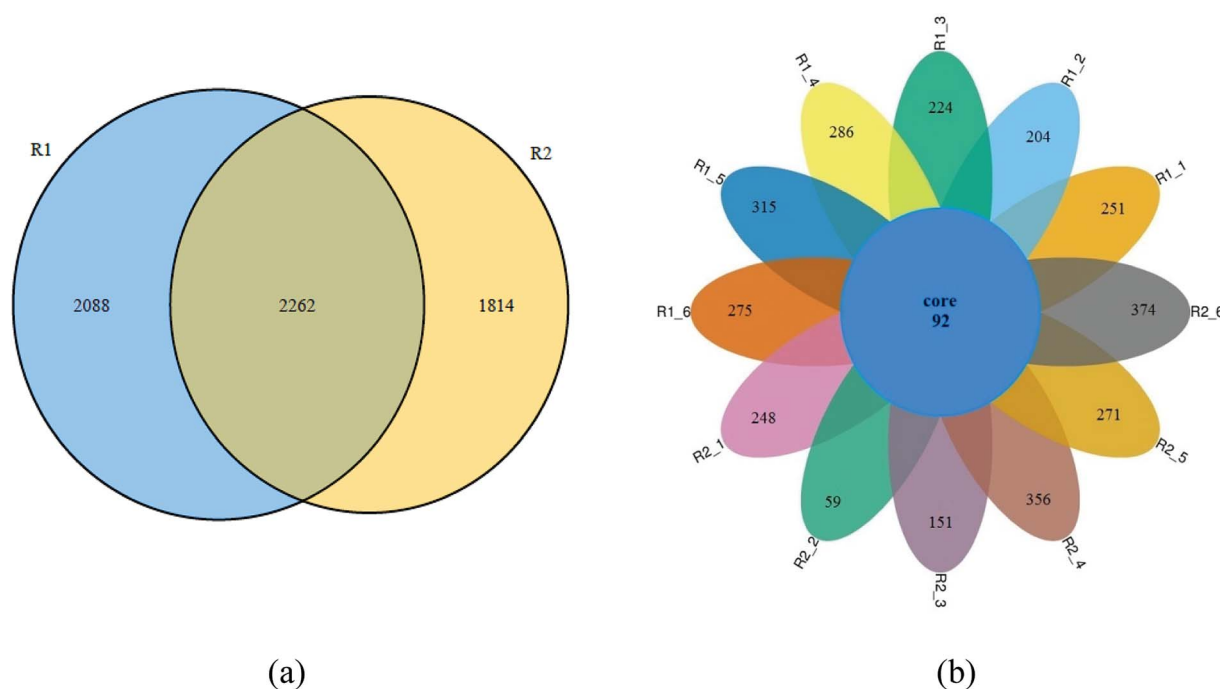 R1
R2
2088
2262
1814
(a)
R1_3
R1_2
R1_4
224
204
286
R1_1
R1_5
251
315
core
92
R1_6
275
374
R2_6
248
271
R2_1
R2_5
59
356
151
R2_2
R2_4
R2_3
(b)